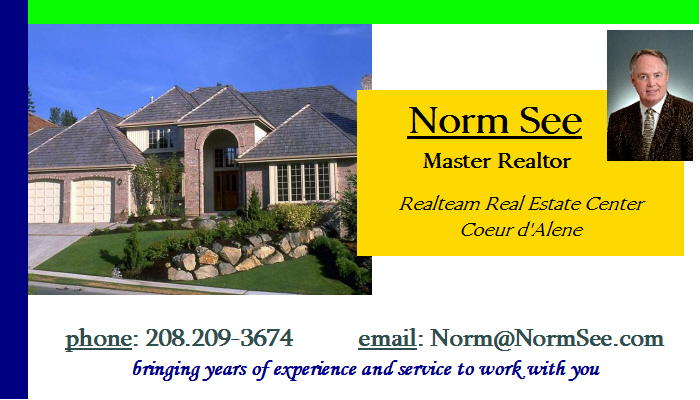 Norm See
Master Realtor
Realteam Real Estate Center
Coeur d'Alene
phone: 208.209-3674 email: Norm@NormSee.com
bringing years of experience and service to work with you